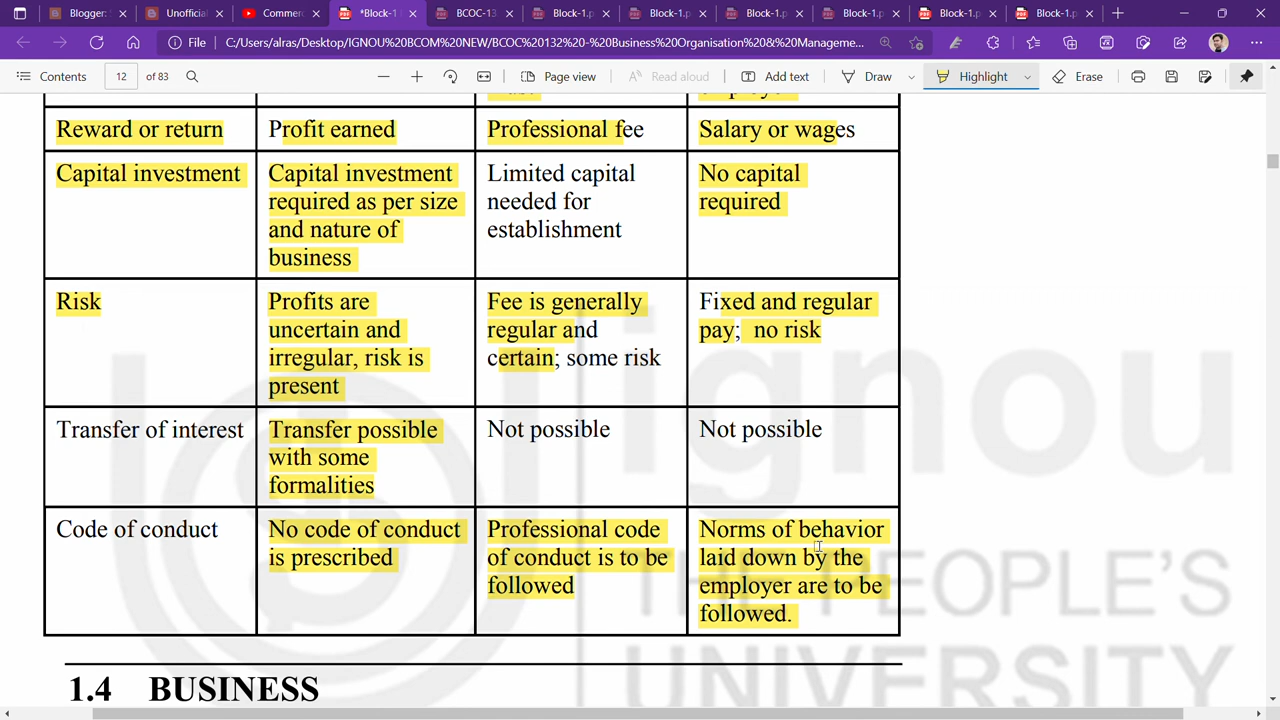 Blogger: S
Unofficial
Commerc
*Block-1
BCOC-13
Block-1.p
Block-1.p
Block-1.p
Block-1.p
Block-1.p
Block-1.p
File
C:/Users/alras/Desktop/IGNOU%20BCOM%20NEW/BCOC%20132%20-%20Business%20Organisation%20&%20Manageme...
Contents
12
of 83
Page view
Read aloud
Add text
Draw
Highlight
Erase
Reward or return
Profit earned
Professional fee
Salary or wages
Capital investment
Capital investment
required as per size
and nature of
business
Limited capital
needed for
establishment
No capital
required
Risk
Profits are
uncertain and
irregular, risk is
present
Fee is generally
regular and
certain; some risk
Fixed and regular
pay; no risk
Transfer of interest
Transfer possible
with some
formalities
Not possible
Not possible
Code of conduct
No code of conduct
is prescribed
Professional code
of conduct is to be
followed
Norms of behavior
laid down by the
employer are to be
followed.
ignou
THE PEOPLE'S
UNIVERSITY
1.4 BUSINESS